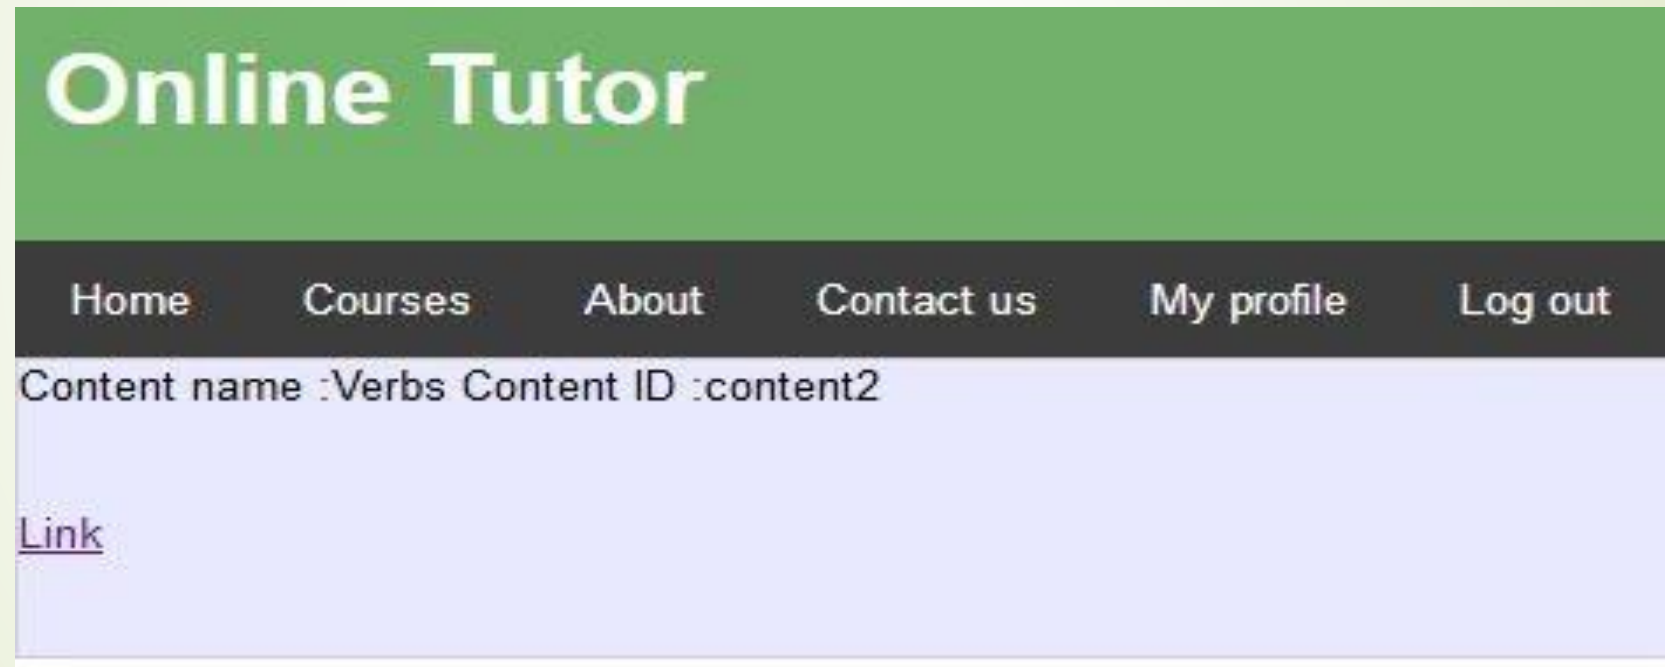 Online Tutor
Home Courses About Contact us My profile Log out
Content name :Verbs Content ID :content2
Link